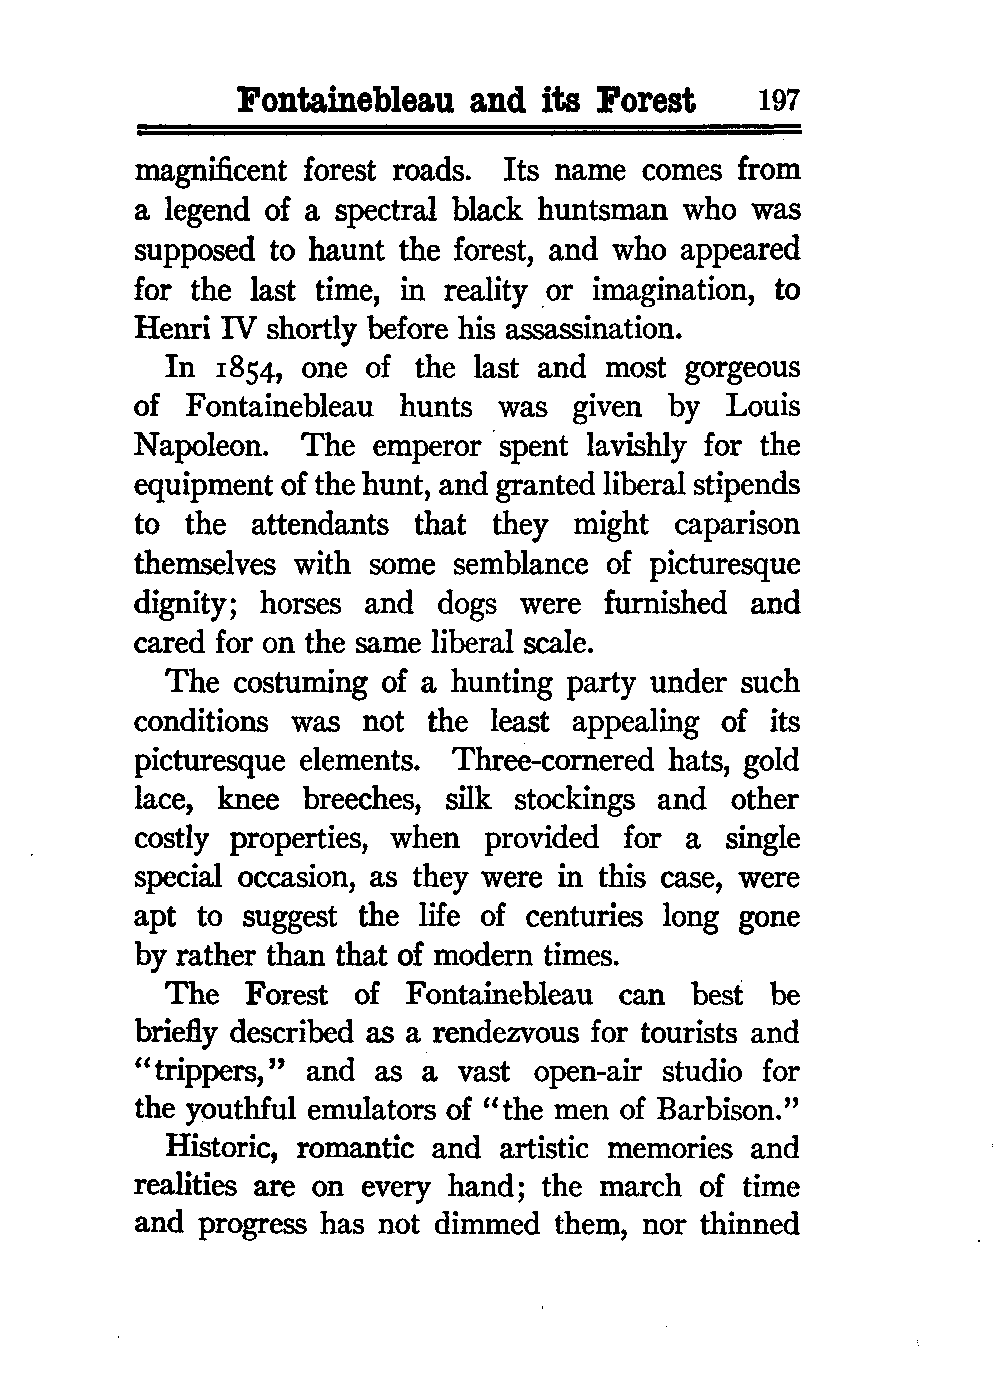 Fontainebleau and its Forest 197
magnificent forest roads. Its name comes from
a legend of a spectral black huntsman who was
supposed to haunt the forest, and who appeared
for the last time, in reality or imagination, to
Henri IV shortly before his assassination.
In 1854, one of the last and most gorgeous
of Fontainebleau hunts was given by Louis
Napoleon. The emperor spent lavishly for the
equipment of the hunt, and granted liberal stipends
to the attendants that they might caparison
themselves with some semblance of picturesque
dignity; horses and dogs were furnished and
cared for on the same liberal scale.
The costuming of a hunting party under such
conditions was not the least appealing of its
picturesque elements. Three-cornered hats, gold
lace, knee breeches, silk stockings and other
costly properties, when provided for a single
special occasion, as they were in this case, were
apt to suggest the life of centuries long gone
by rather than that of modern times.
The Forest of Fontainebleau can best be
briefly described as a rendezvous for tourists and
“trippers,” and as a vast open-air studio for
the youthful emulators of “the men of Barbison.”
Historic, romantic and artistic memories and
realities are on every hand; the march of time
and progress has not dimmed them, nor thinned